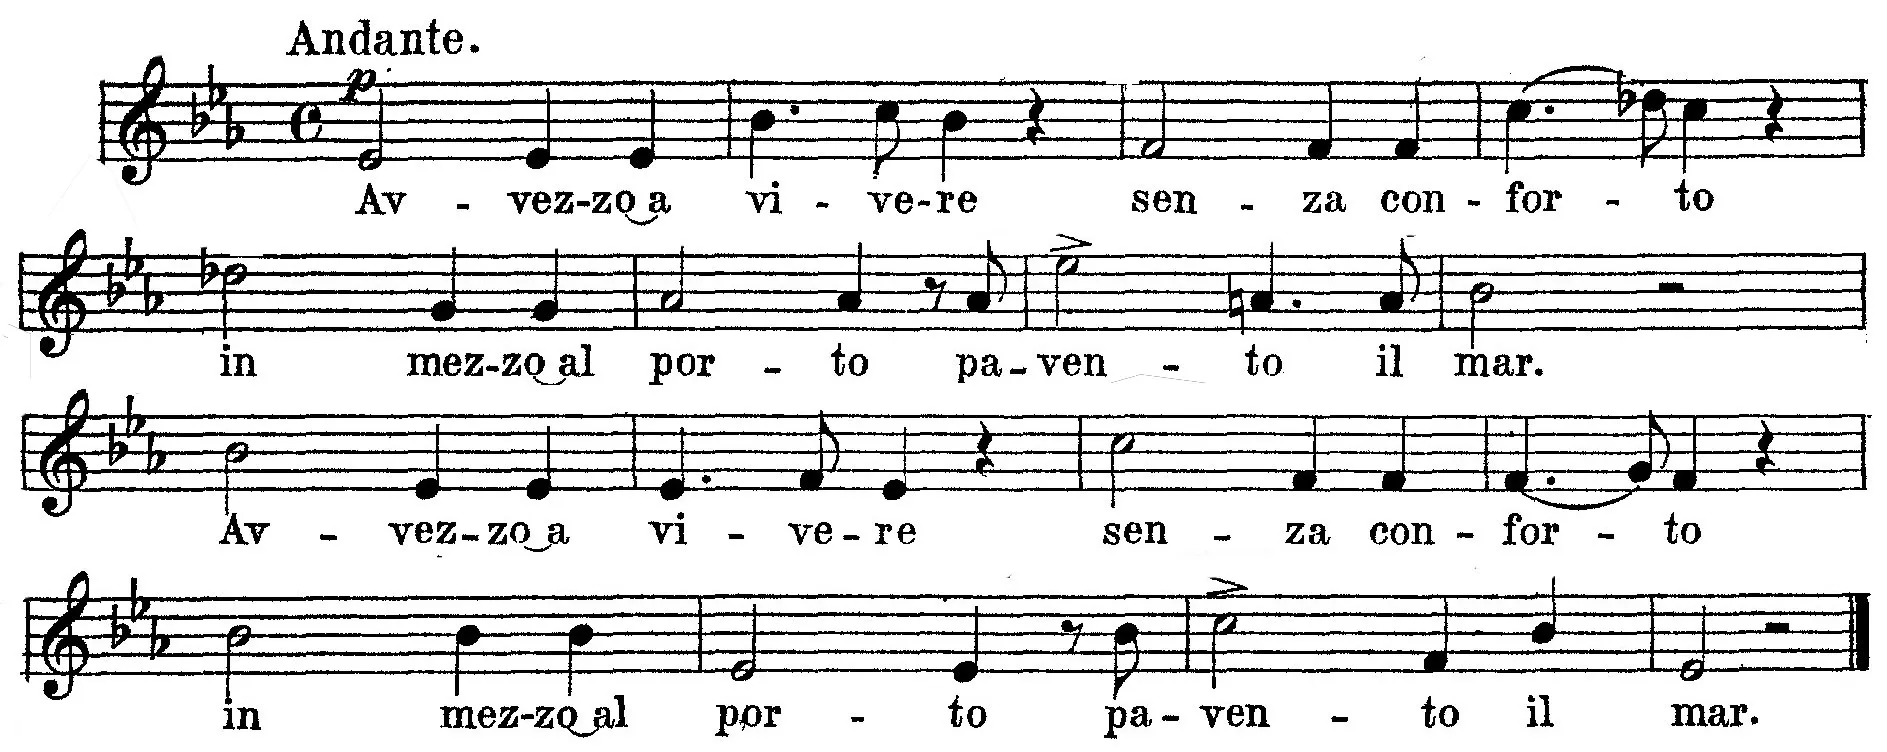 Andante.
p
Av - vez-zo a vi - ve-re sen - za con - for - to
in mez-zo al por - to pa - ven - to il mar.
Av - vez-zo a vi - ve - re sen - za con - for - to
in mez-zo al por - to pa - ven - to il mar.